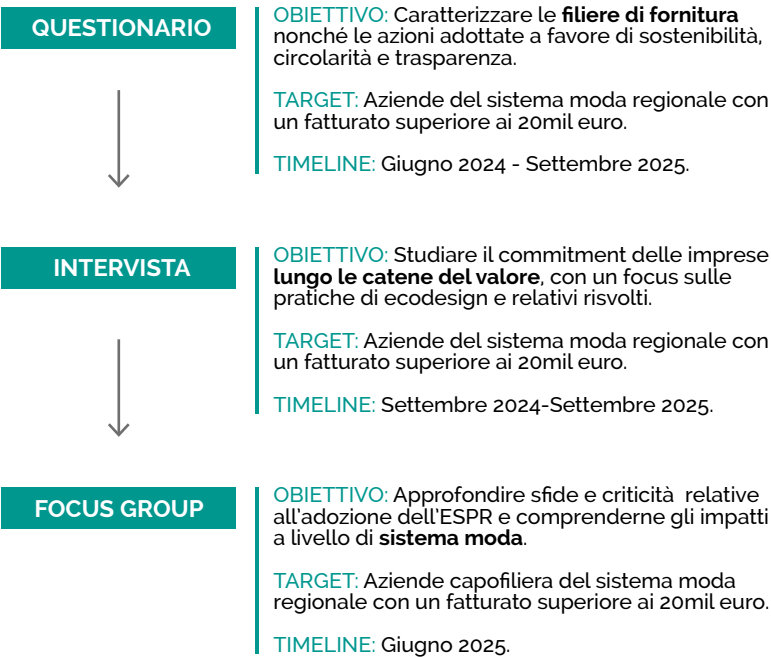 QUESTIONARIO
OBIETTIVO: Caratterizzare le filiere di fornitura
nonché le azioni adottate a favore di sostenibilità,
circolarità e trasparenza.
TARGET: Aziende del sistema moda regionale con
un fatturato superiore ai 20mil euro.
TIMELINE: Giugno 2024 - Settembre 2025.
INTERVISTA
OBIETTIVO: Studiare il commitment delle imprese
lungo le catene del valore, con un focus sulle
pratiche di ecodesign e relativi risvolti.
TARGET: Aziende del sistema moda regionale con
un fatturato superiore ai 20mil euro.
TIMELINE: Settembre 2024-Settembre 2025.
FOCUS GROUP
OBIETTIVO: Approfondire sfide e criticità relative
all'adozione dell'ESPR e comprenderne gli impatti
a livello di sistema moda.
TARGET: Aziende capofiliera del sistema moda
regionale con un fatturato superiore ai 20mil euro.
TIMELINE: Giugno 2025.